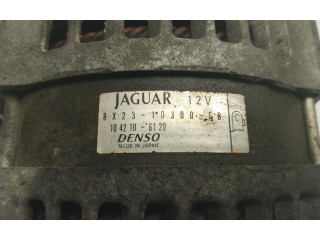 JAGUAR 12V
8X23-10300-GB
104210-6120
DENSO
MADE IN JAPAN